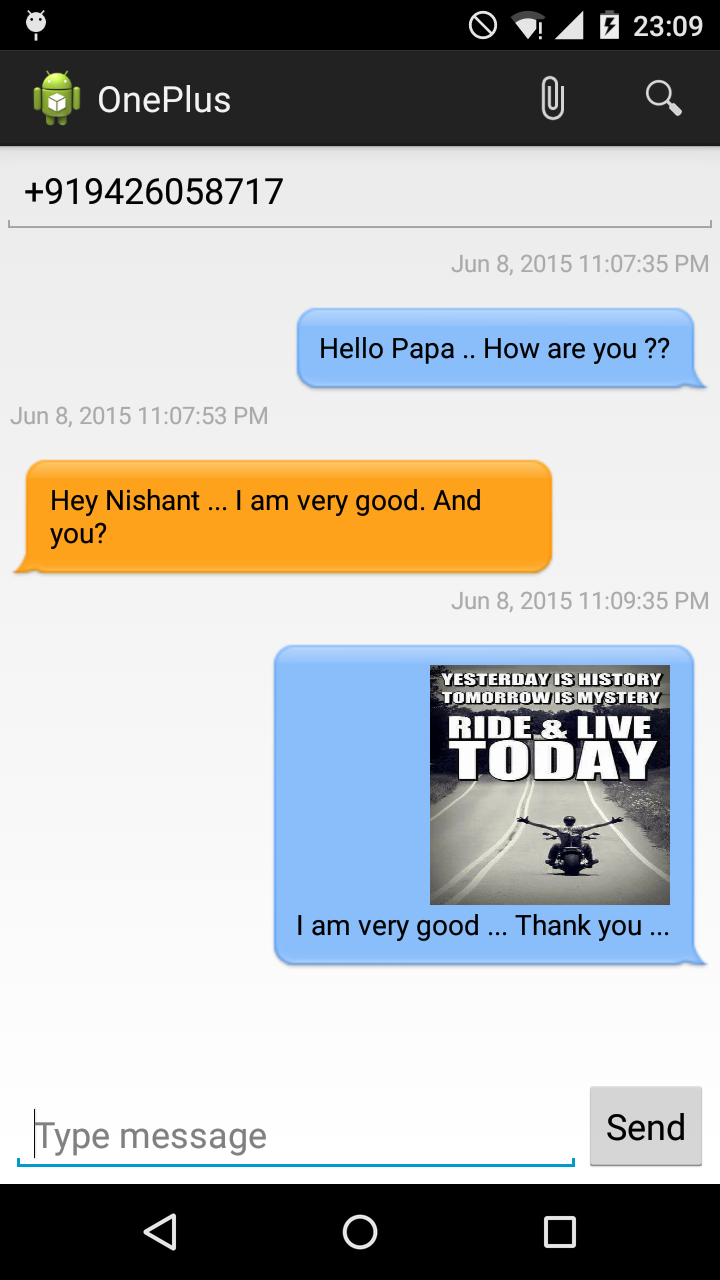 23:09
OnePlus
+919426058717
Jun 8, 2015 11:07:35 PM
Hello Papa .. How are you ??
Jun 8, 2015 11:07:53 PM
Hey Nishant ... I am very good. And
you?
Jun 8, 2015 11:09:35 PM
YESTERDAY IS HISTORY
TOMORROW IS MYSTERY
RIDE & LIVE
TODAY
I am very good ... Thank you ...
Type message
Send